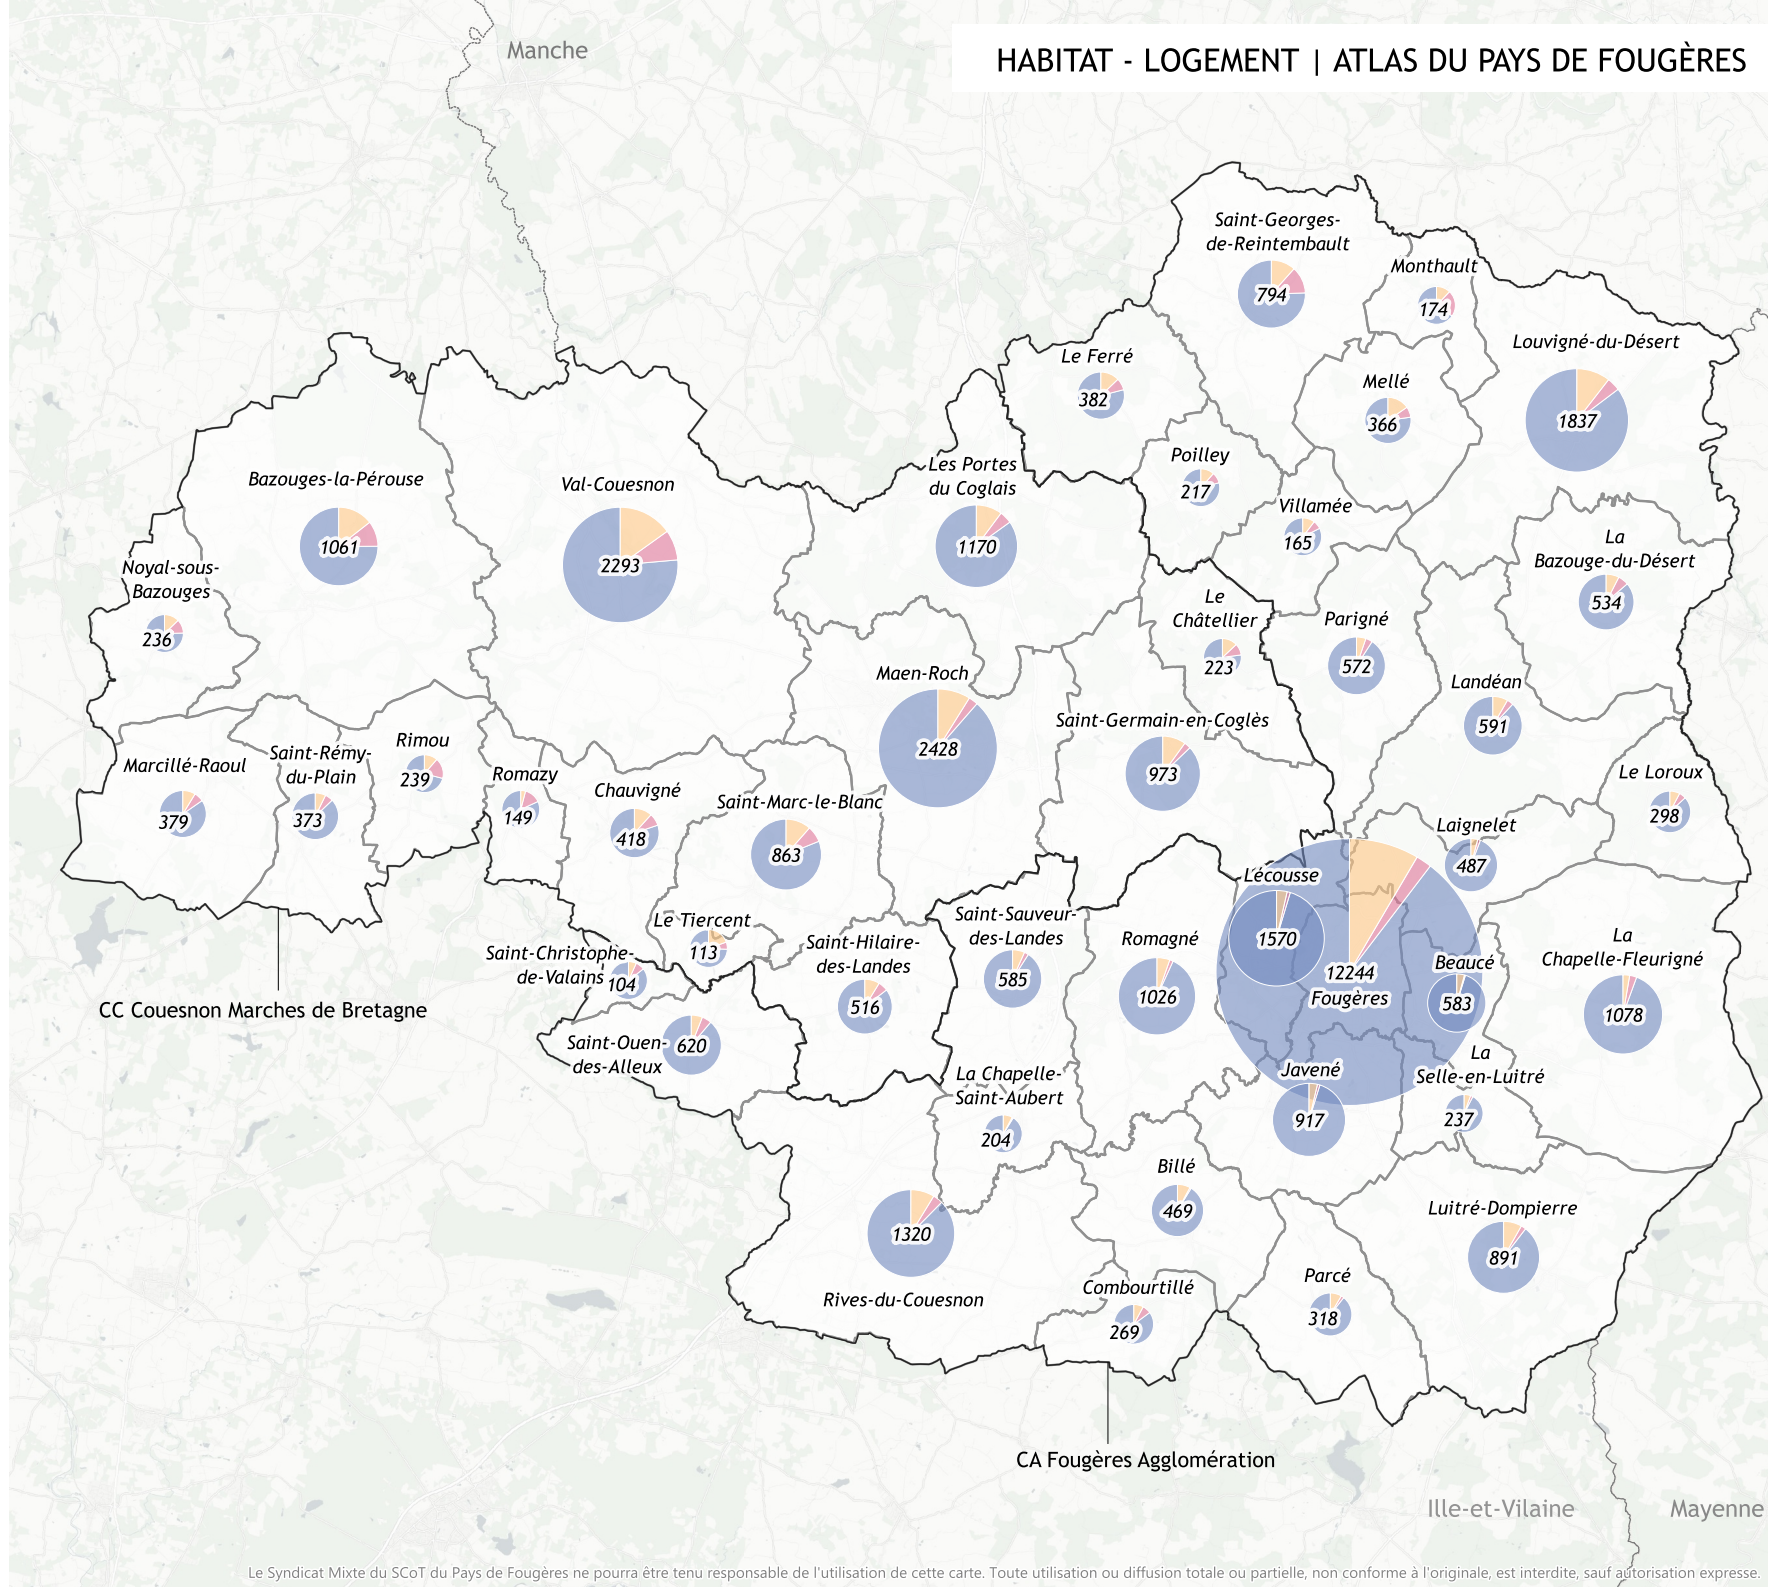 Manche
HABITAT - LOGEMENT | ATLAS DU PAYS DE FOUGÈRES
Saint-Georges-
de-Reintembault
794
Monthault
174
Louvigné-du-Désert
1837
Le Ferré
382
Mellé
366
Poilley
217
Villamée
165
Bazouges-la-Pérouse
1061
Val-Couesnon
2293
Les Portes
du Coglais
1170
La
Bazouge-du-Désert
534
Noyal-sous-
Bazouges
236
Le
Châtellier
223
Parigné
572
Maen-Roch
2428
Landéan
591
Saint-Germain-en-Coglès
973
Marcillé-Raoul
379
Saint-Rémy-
du-Plain
373
Rimou
239
Romazy
149
Chauvigné
418
Saint-Marc-le-Blanc
863
Le Loroux
298
Laignelet
487
L'écousse
1570
Le Tiercent
113
Saint-Christophe-
de-Valains
104
Saint-Hilaire-
des-Landes
516
Saint-Sauveur-
des-Landes
585
Romagné
1026
12244
Fougères
Beaucé
583
La
Chapelle-Fleurigné
1078
CC Couesnon Marches de Bretagne
Saint-Ouen-
des-Alleux
620
La Chapelle-
Saint-Aubert
204
Javené
917
La
Selle-en-Luitré
237
Billé
469
1320
Rives-du-Couesnon
Luitré-Dompierre
891
Combourtillé
269
Parcé
318
CA Fougères Agglomération
Ille-et-Vilaine
Mayenne
Le Syndicat Mixte du SCoT du Pays de Fougères ne pourra être tenu responsable de l'utilisation de cette carte. Toute utilisation ou diffusion totale ou partielle, non conforme à l'originale, est interdite, sauf autorisation expresse.